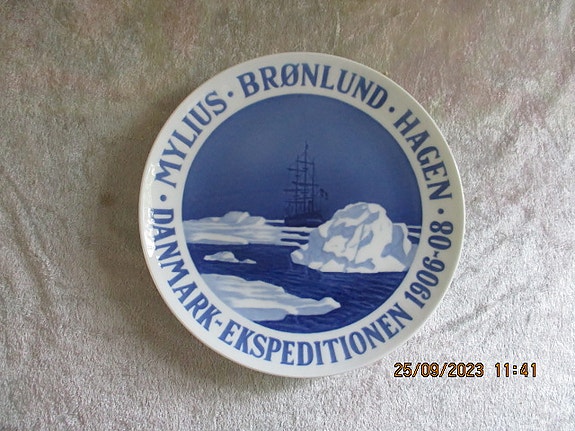 MYLIUS · BRØNLUND · HAGEN ·
DANMARK-EKSPEDITIONEN 1906-08 ·
25/09/2023 11:41